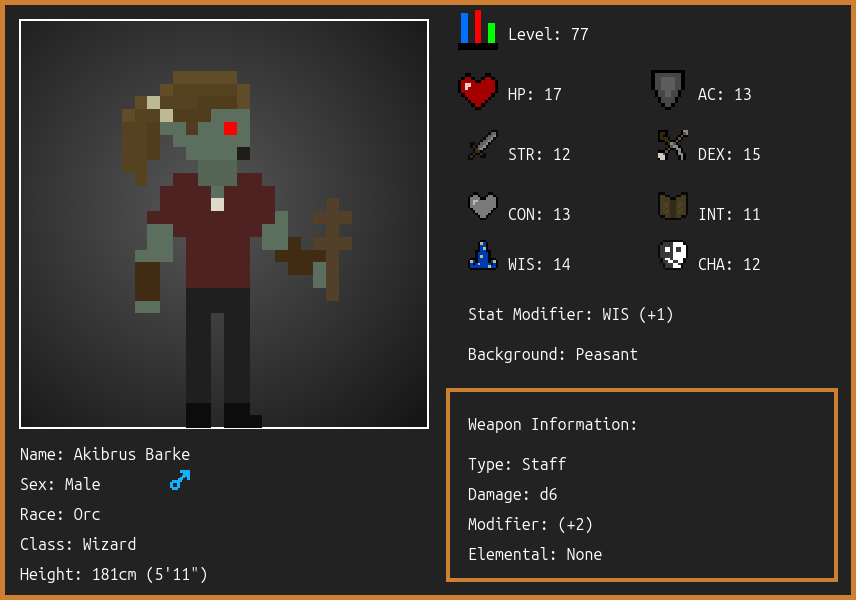 Level: 77
HP: 17
AC: 13
STR: 12
DEX: 15
CON: 13
INT: 11
WIS: 14
CHA: 12
Stat Modifier: WIS (+1)
Background: Peasant
Weapon Information:
Type: Staff
Damage: d6
Modifier: (+2)
Elemental: None
Name: Akibrus Barke
Sex: Male
Race: Orc
Class: Wizard
Height: 181cm (5'11")